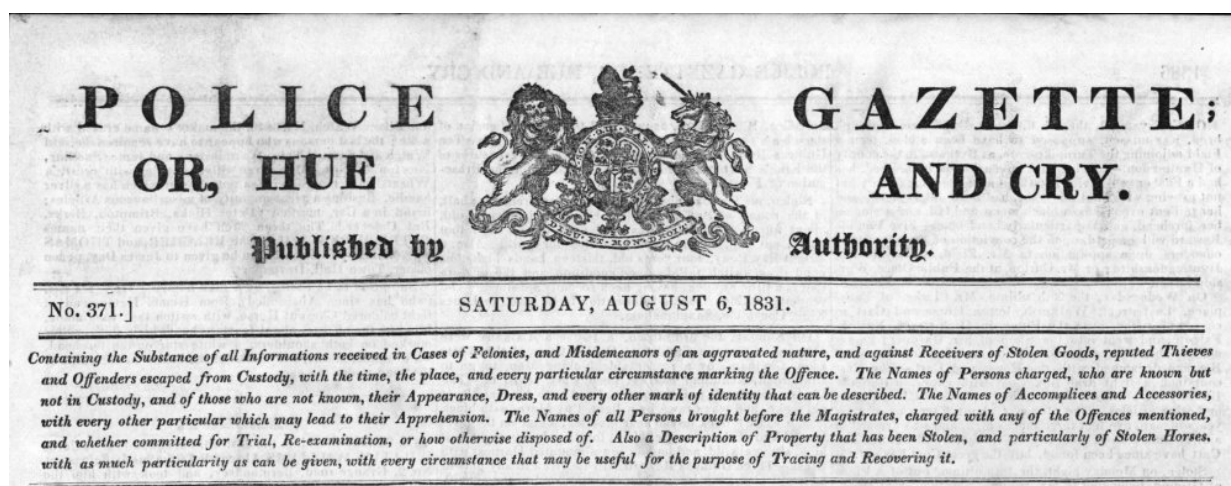 POLICE GAZETTE;
OR, HUE AND CRY.
Published by Authority.
No. 371.] SATURDAY, AUGUST 6, 1831.
Containing the Substance of all Informations received in Cases of Felonies, and Misdemeanors of an aggravated nature, and against Receivers of Stolen Goods, reputed Thieves
and Offenders escaped from Custody, with the time, the place, and every particular circumstance marking the Offence. The Names of Persons charged, who are known but
not in Custody, and of those who are not known, their Appearance, Dress, and every other mark of identity that can be described. The Names of Accomplices and Accessories,
with every other particular which may lead to their Apprehension. The Names of all Persons brought before the Magistrates, charged with any of the Offences mentioned,
and whether committed for Trial, Re-examination, or how otherwise disposed of. Also a Description of Property that has been Stolen, and particularly of Stolen Horses.
with as much particularity as can be given, with every circumstance that may be useful for the purpose of Tracing and Recovering it.